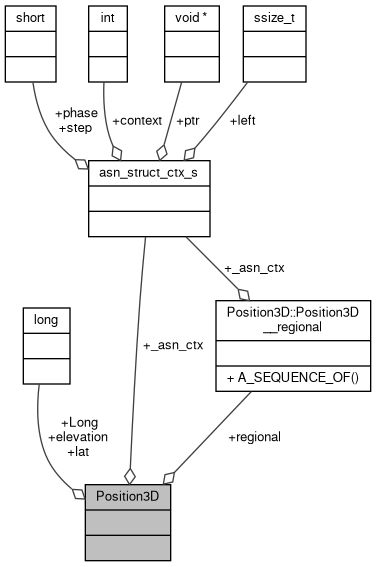 short
int
void *
ssize_t
+phase
+step
+context
+ptr
+left
asn_struct_ctx_s
+_asn_ctx
Position3D::Position3D
__regional
+ A_SEQUENCE_OF()
long
+_asn_ctx
+Long
+elevation
+lat
+regional
Position3D